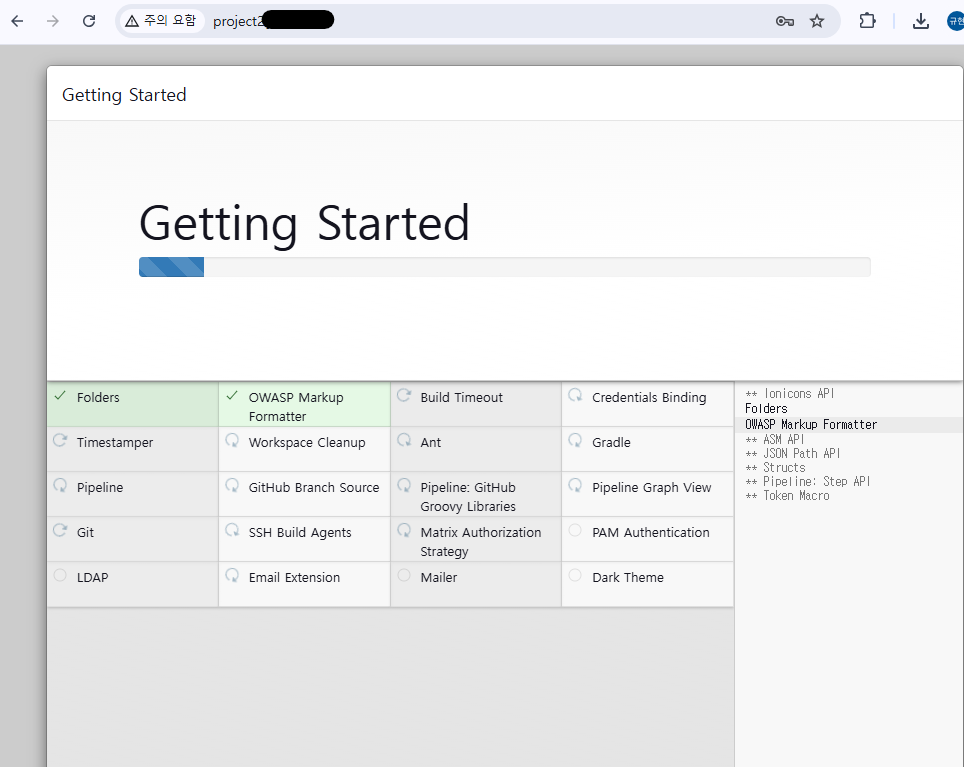 주의 요함
project2
규현
Getting Started
Getting Started
Folders
OWASP Markup
Formatter
Build Timeout
Credentials Binding
Timestamper
Workspace Cleanup
Ant
Gradle
Pipeline
GitHub Branch Source
Pipeline: GitHub
Groovy Libraries
Pipeline Graph View
Git
SSH Build Agents
Matrix Authorization
Strategy
PAM Authentication
LDAP
Email Extension
Mailer
Dark Theme
** Ionicons API
Folders
OWASP Markup Formatter
** ASM API
** JSON Path API
** Structs
** Pipeline: Step API
** Token Macro